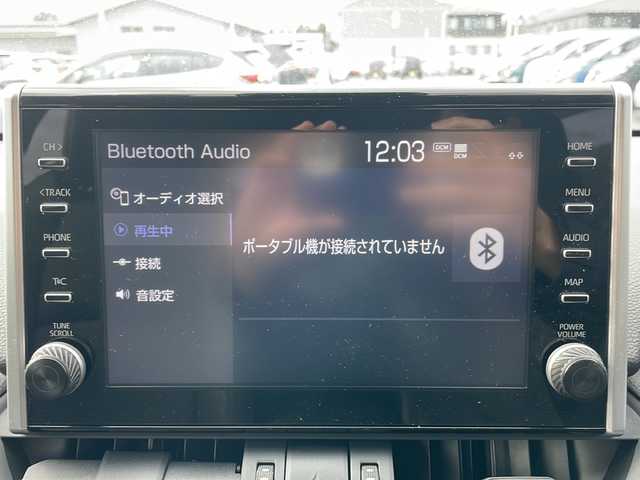 CH >
<TRACK
PHONE
T&C
TUNE
SCROLL
Bluetooth Audio
12:03
DCM
DCM
オーディオ選択
再生中
接続
音設定
ポータブル機が接続されていません
HOME
MENU
AUDIO
MAP
POWER
VOLUME